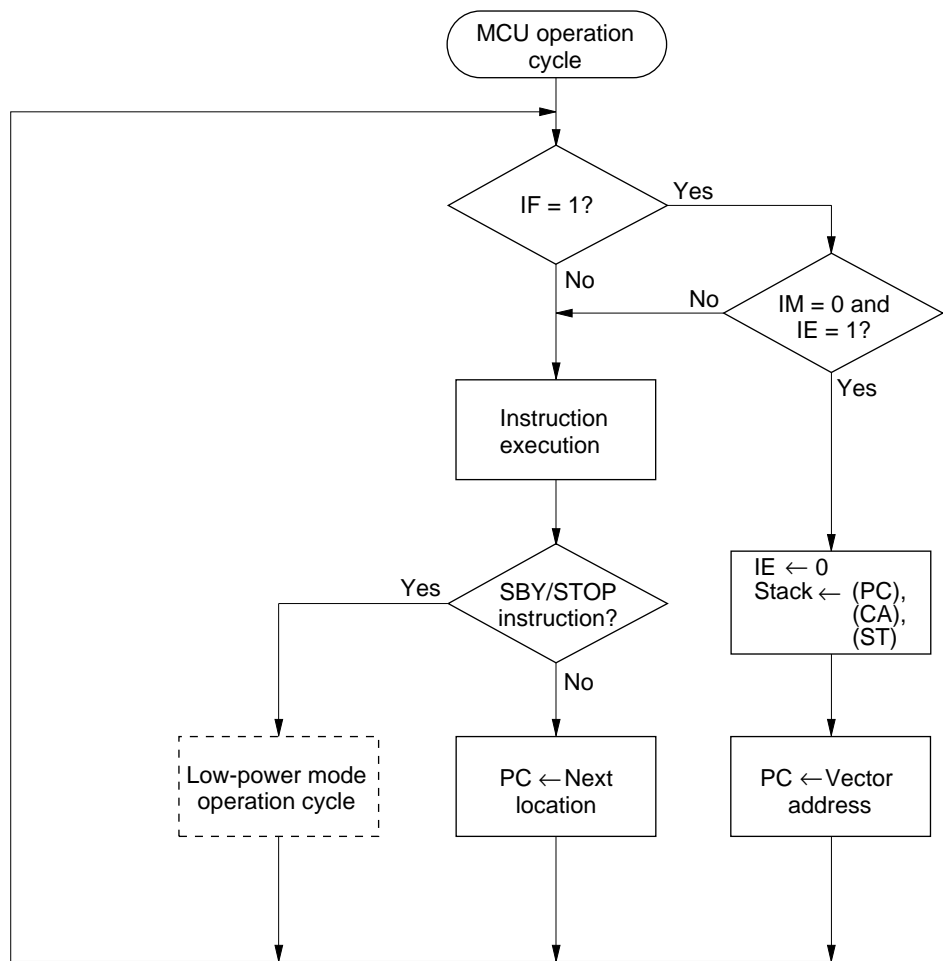 MCU operation
cycle
IF = 1?
Yes
No
IM = 0 and
IE = 1?
No
Yes
Instruction
execution
SBY/STOP
instruction?
Yes
No
IE ← 0
Stack ← (PC),
(CA),
(ST)
Low-power mode
operation cycle
PC ← Next
location
PC ← Vector
address